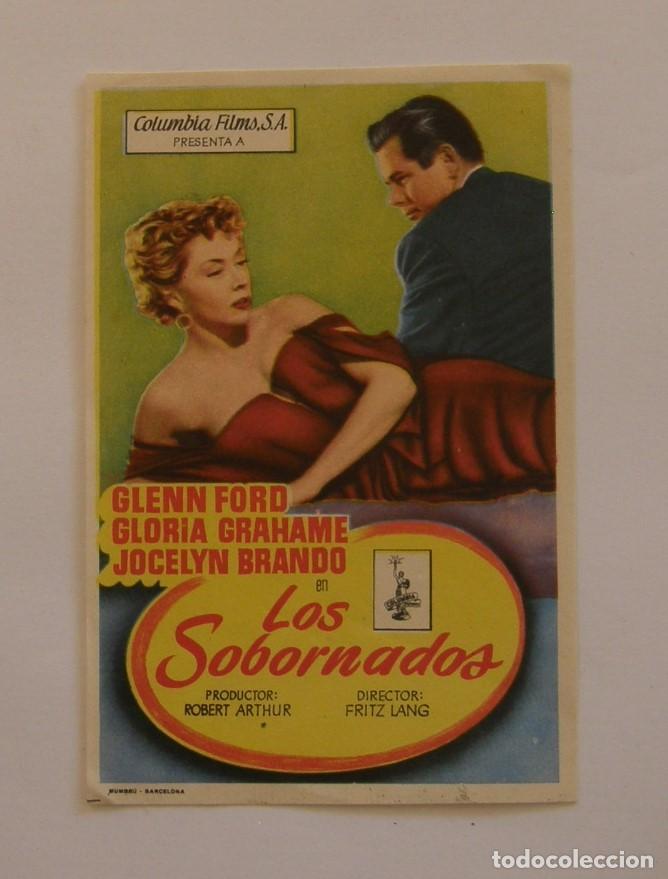 Columbia Films, S.A.
PRESENTA A
GLENN FORD
GLORIA GRAHAME
JOCELYN BRANDO
en
Los
Sobornados
PRODUCTOR:
ROBERT ARTHUR
DIRECTOR:
FRITZ LANG
*
MUMBRÚ - BARCELONA
todocoleccion